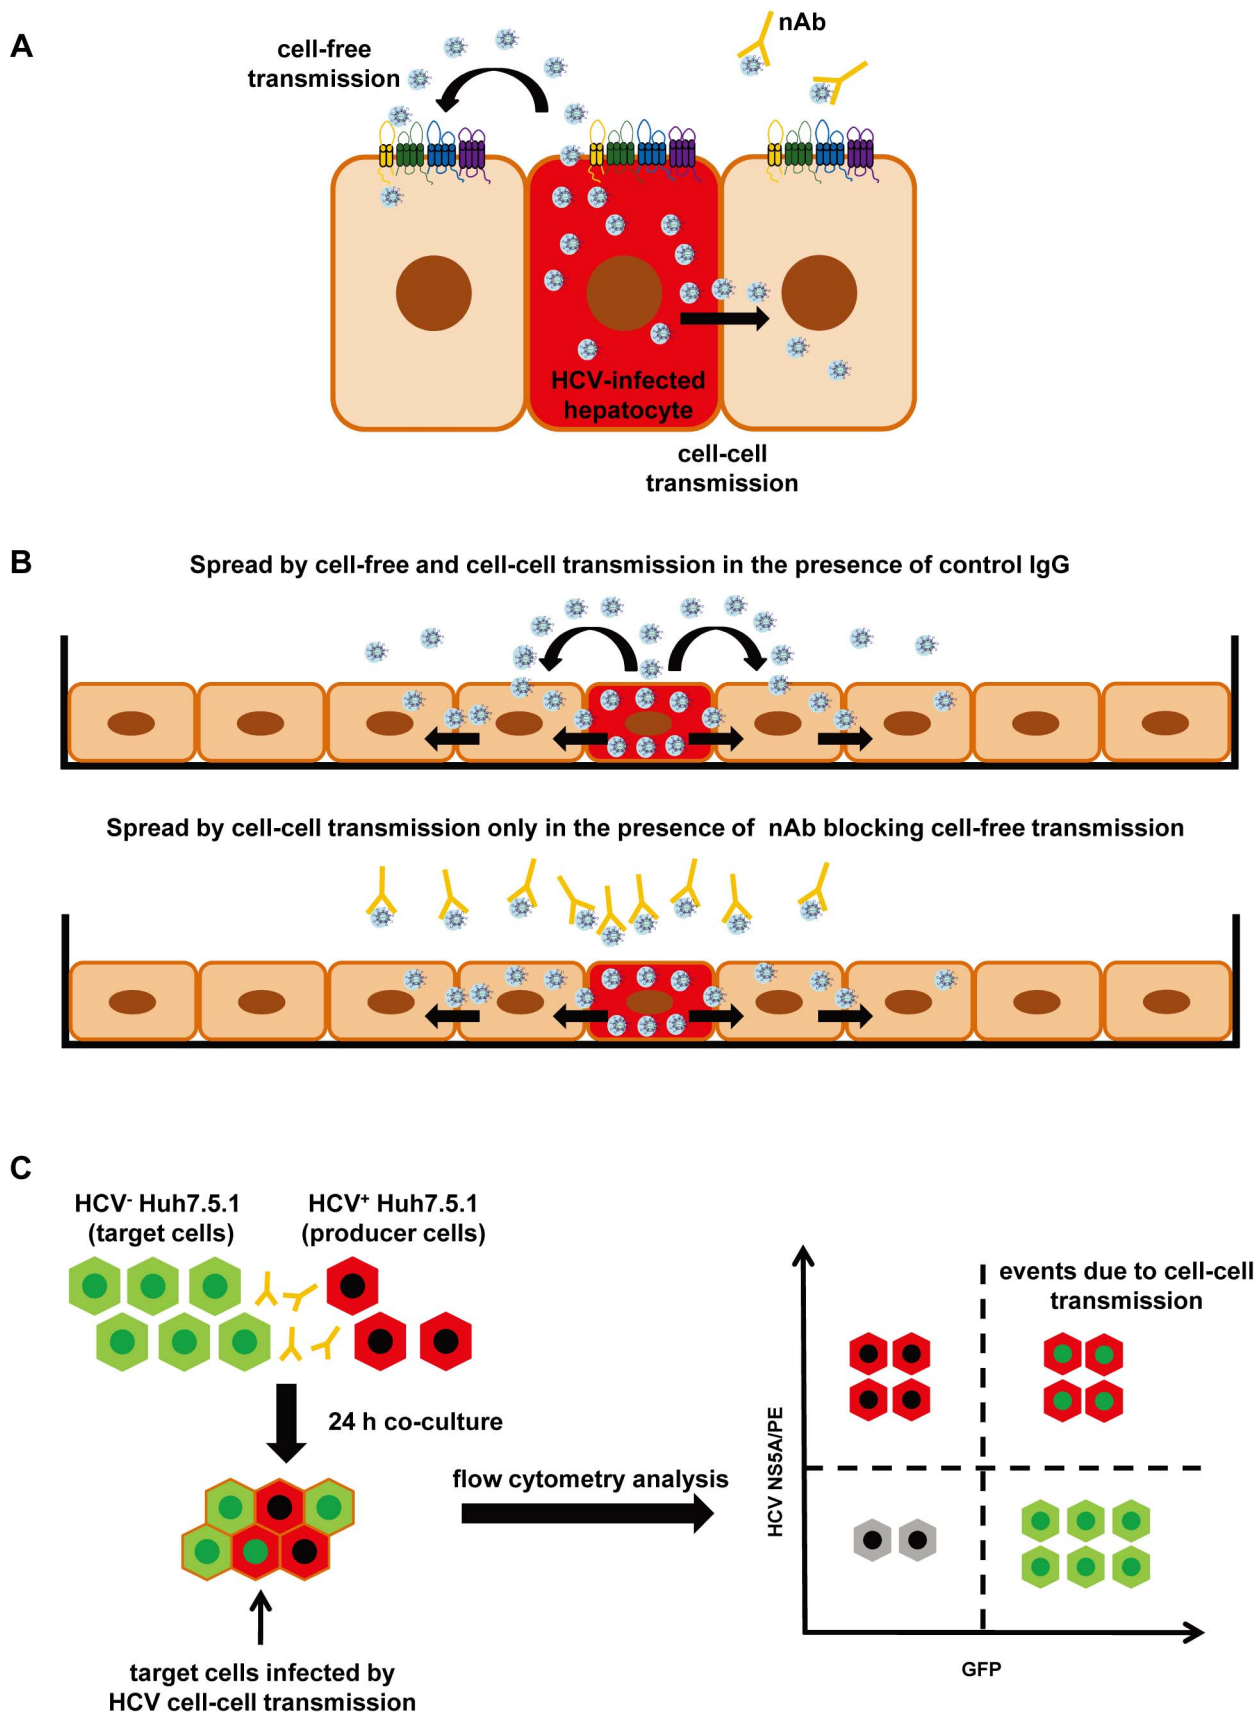 A
cell-free
transmission
nAb
HCV-infected
hepatocyte
cell-cell
transmission
B
Spread by cell-free and cell-cell transmission in the presence of control IgG
Spread by cell-cell transmission only in the presence of nAb blocking cell-free transmission
C
HCV⁻ Huh7.5.1
(target cells)
HCV⁺ Huh7.5.1
(producer cells)
24 h co-culture
flow cytometry analysis
target cells infected by
HCV cell-cell transmission
events due to cell-cell
transmission
HCV NS5A/PE
GFP